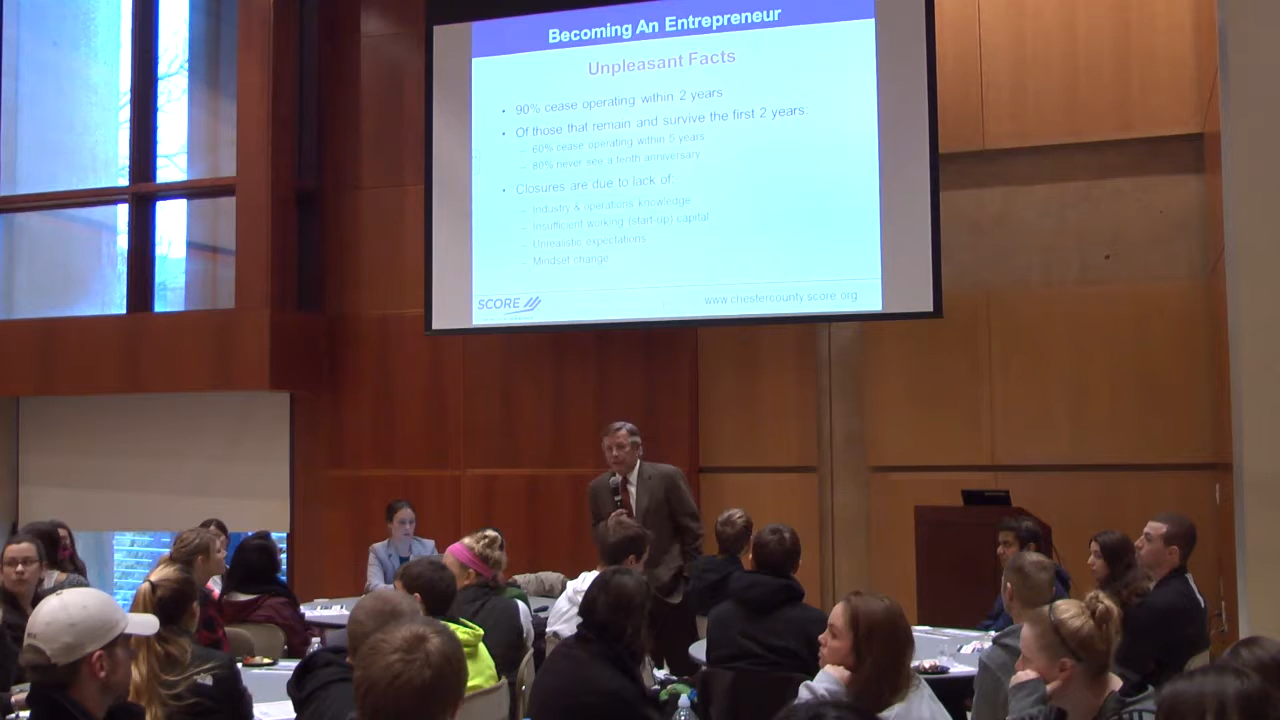 Becoming An Entrepreneur
Unpleasant Facts
• 90% cease operating within 2 years
• Of those that remain and survive the first 2 years:
– 60% cease operating within 5 years
– 80% never see a tenth anniversary
• Closures are due to lack of:
– Industry & operations knowledge
– Insufficient working (start-up) capital
– Unrealistic expectations
– Mindset change
SCORE
www.chestercounty.score.org